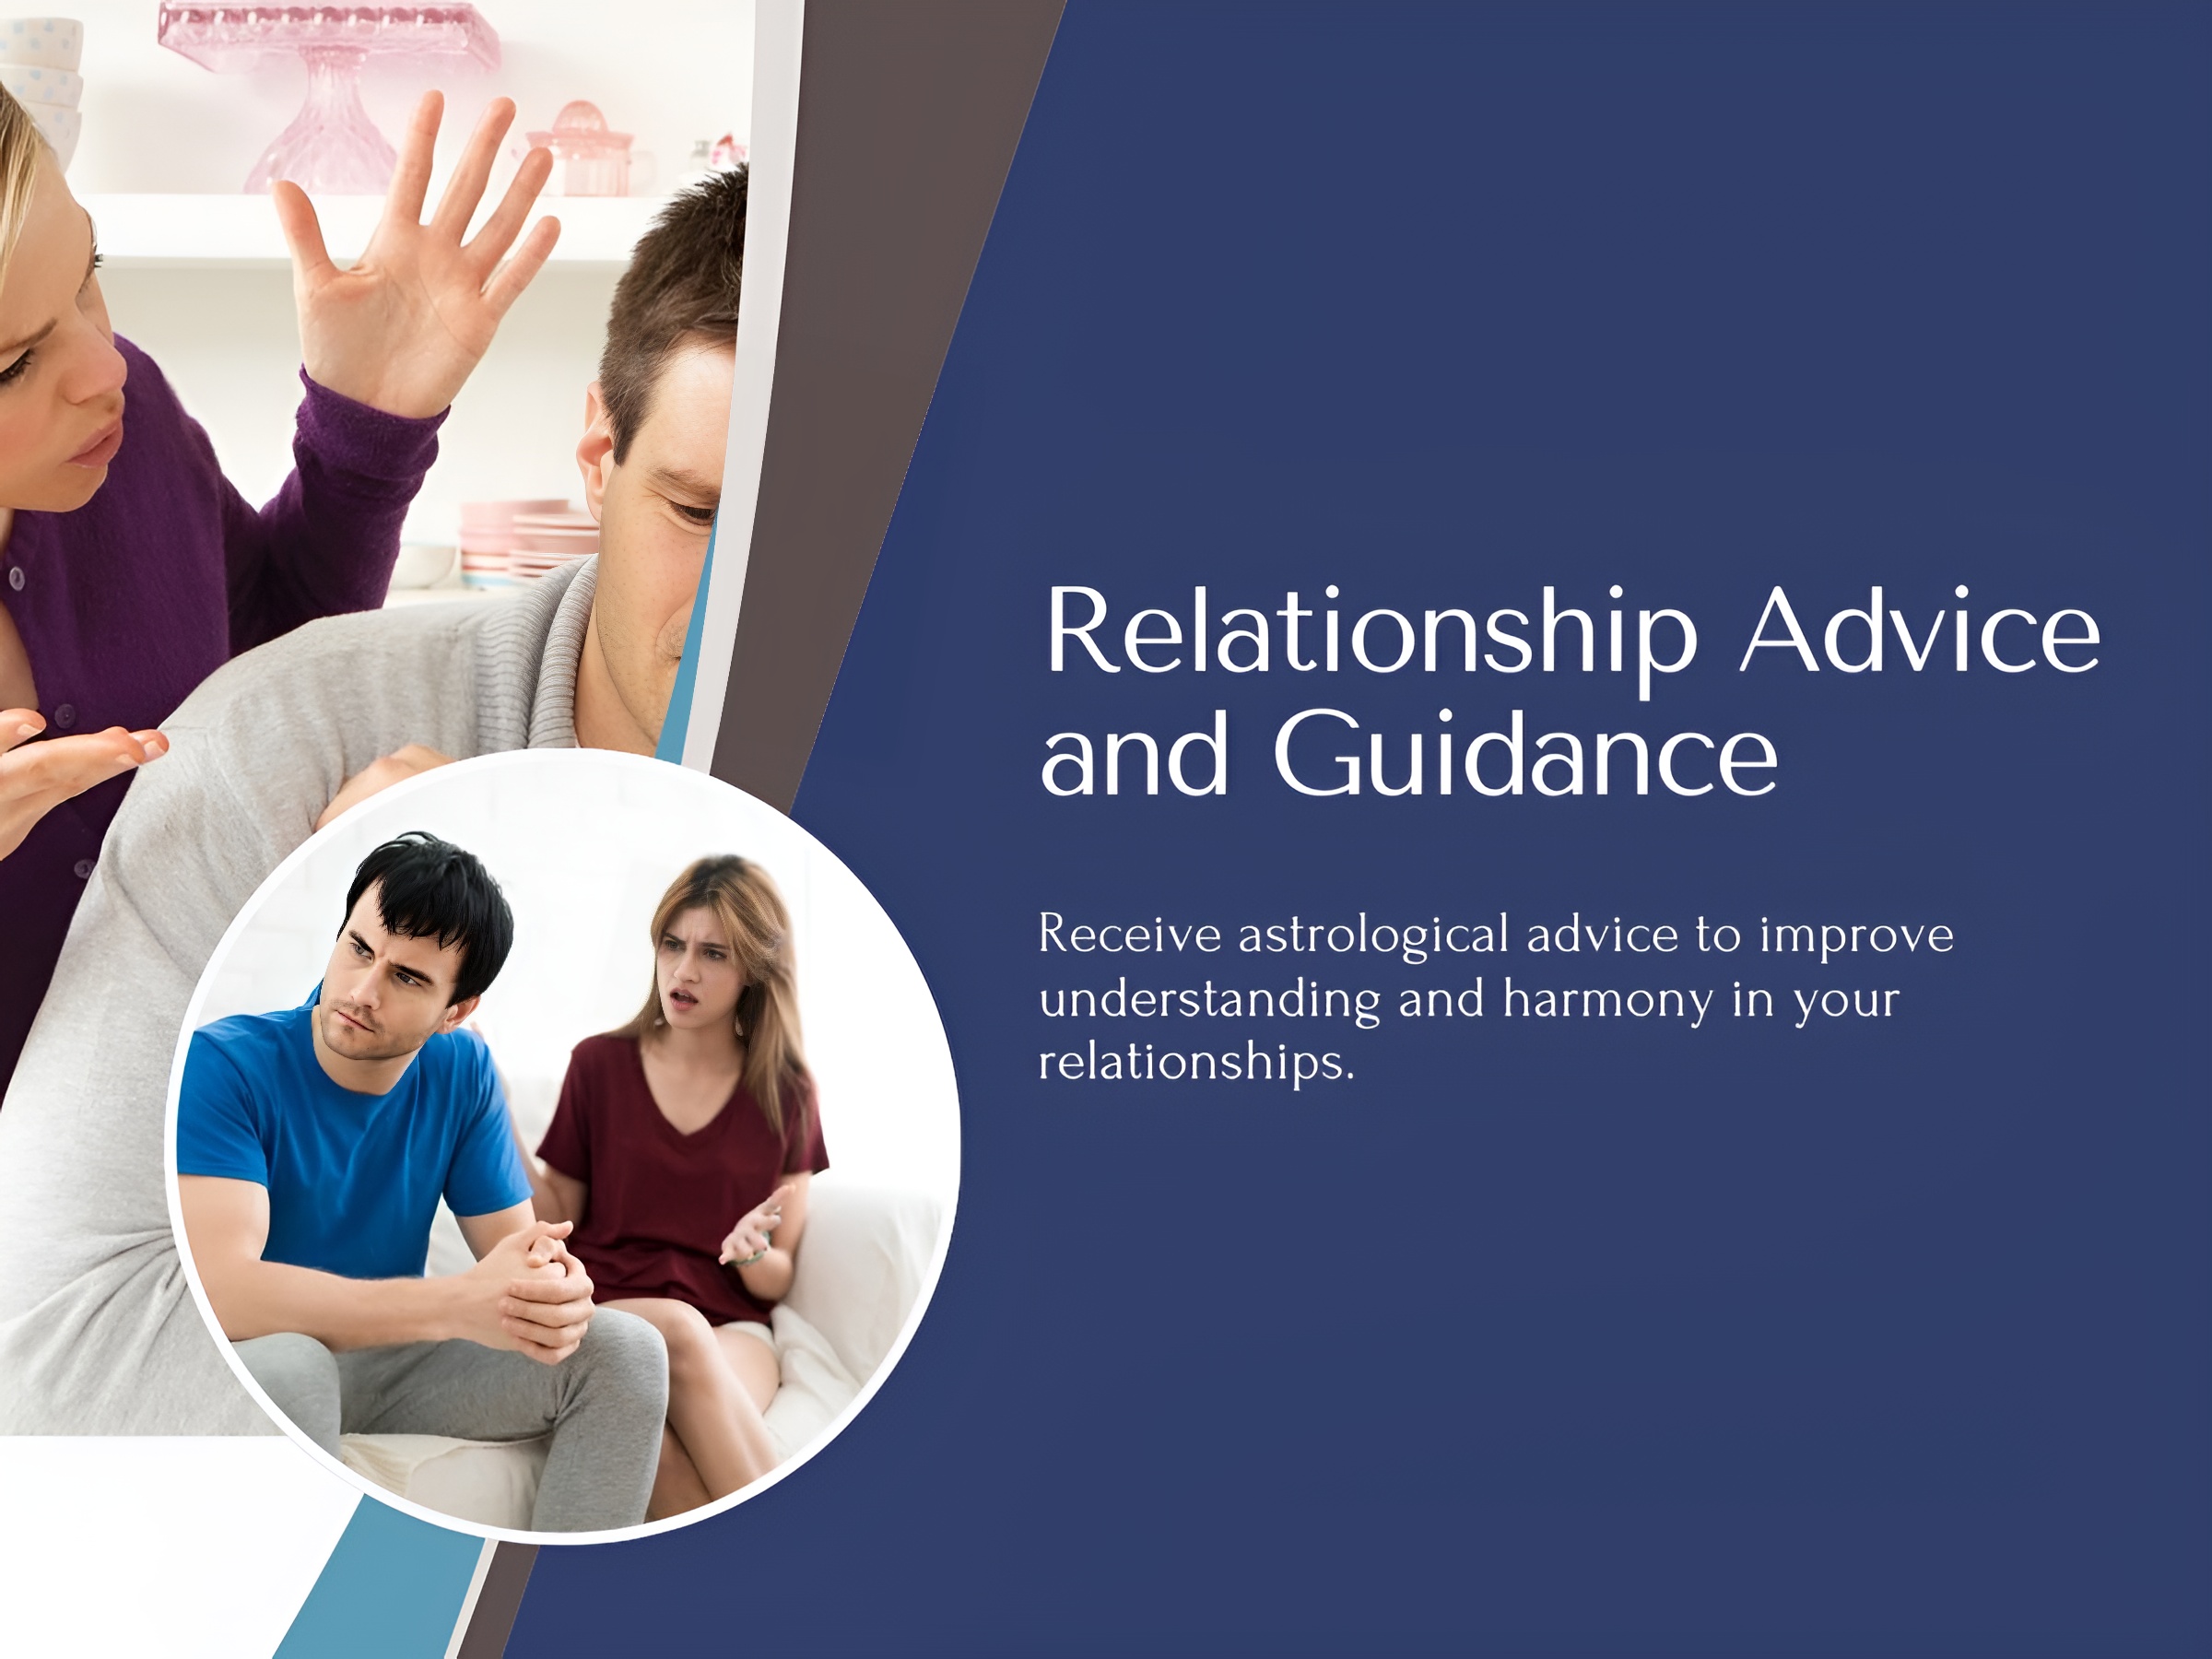 Relationship Advice
and Guidance
Receive astrological advice to improve
understanding and harmony in your
relationships.